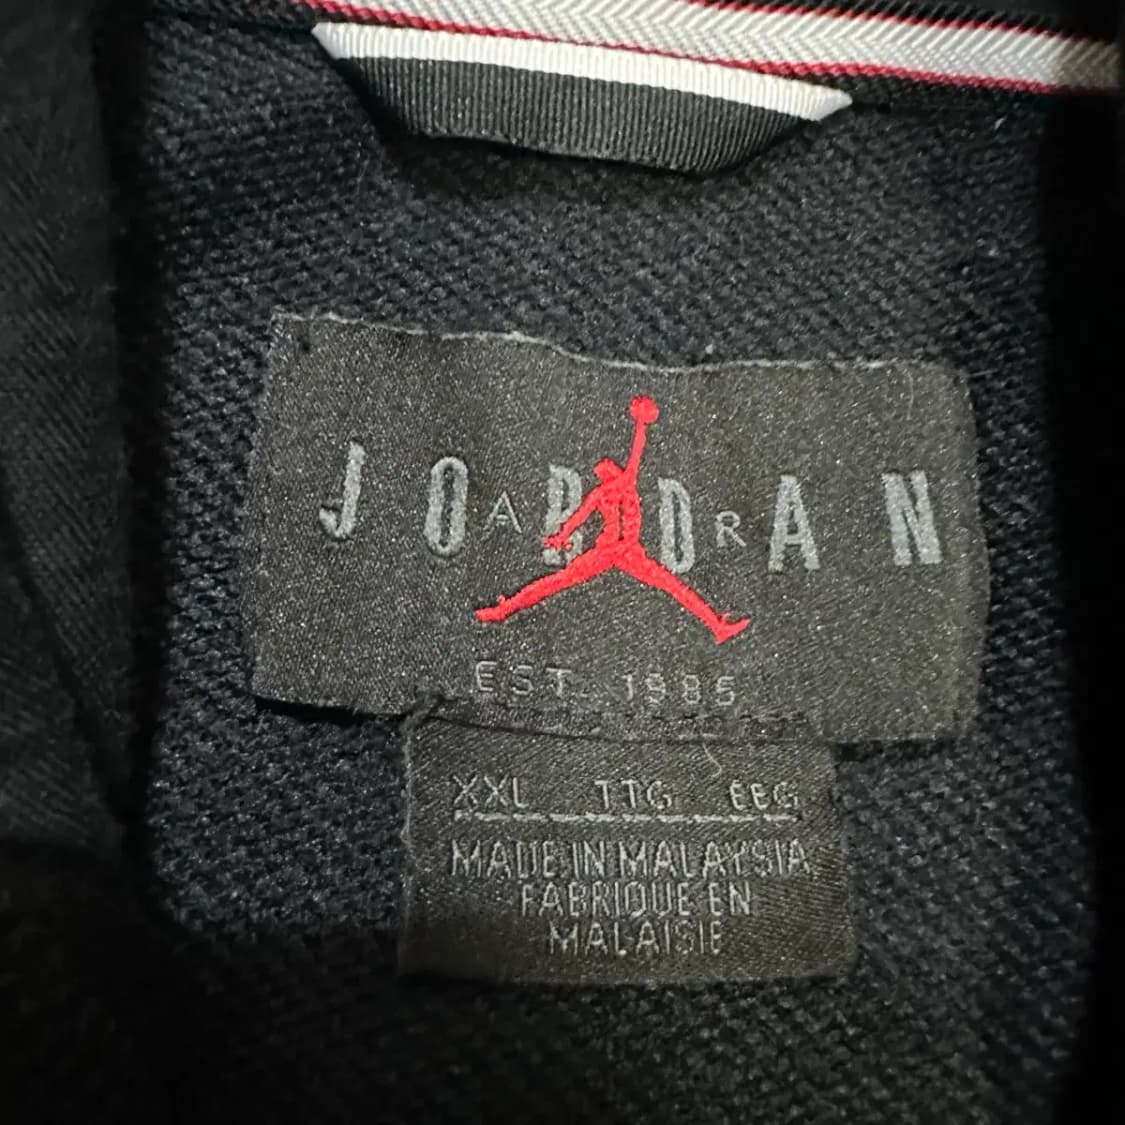 JORDAN
AIR
EST. 1985
XXL TTG EEG
MADE IN MALAYSIA
FABRIQUE EN
MALAISIE